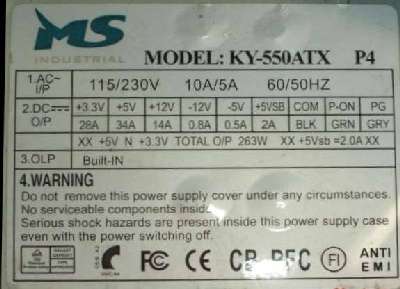 MS
INDUSTRIAL
MODEL: KY-550ATX P4
1.AC~ I/P 115/230V 10A/5A 60/50HZ
2.DC O/P +3.3V +5V +12V -12V -5V +5VSB COM P-ON PG
28A 34A 14A 0.8A 0.5A 2A BLK GRN GRY
XX +5V N +3.3V TOTAL O/P 263W XX +5Vsb =2.0A XX
3.OLP Built-IN
4.WARNING
Do not remove this power supply cover under any circumstances.
No serviceable components inside.
Serious shock hazards are present inside this power supply
even with the power switching off.
FC CE CB PFC FI ANTI
EMI